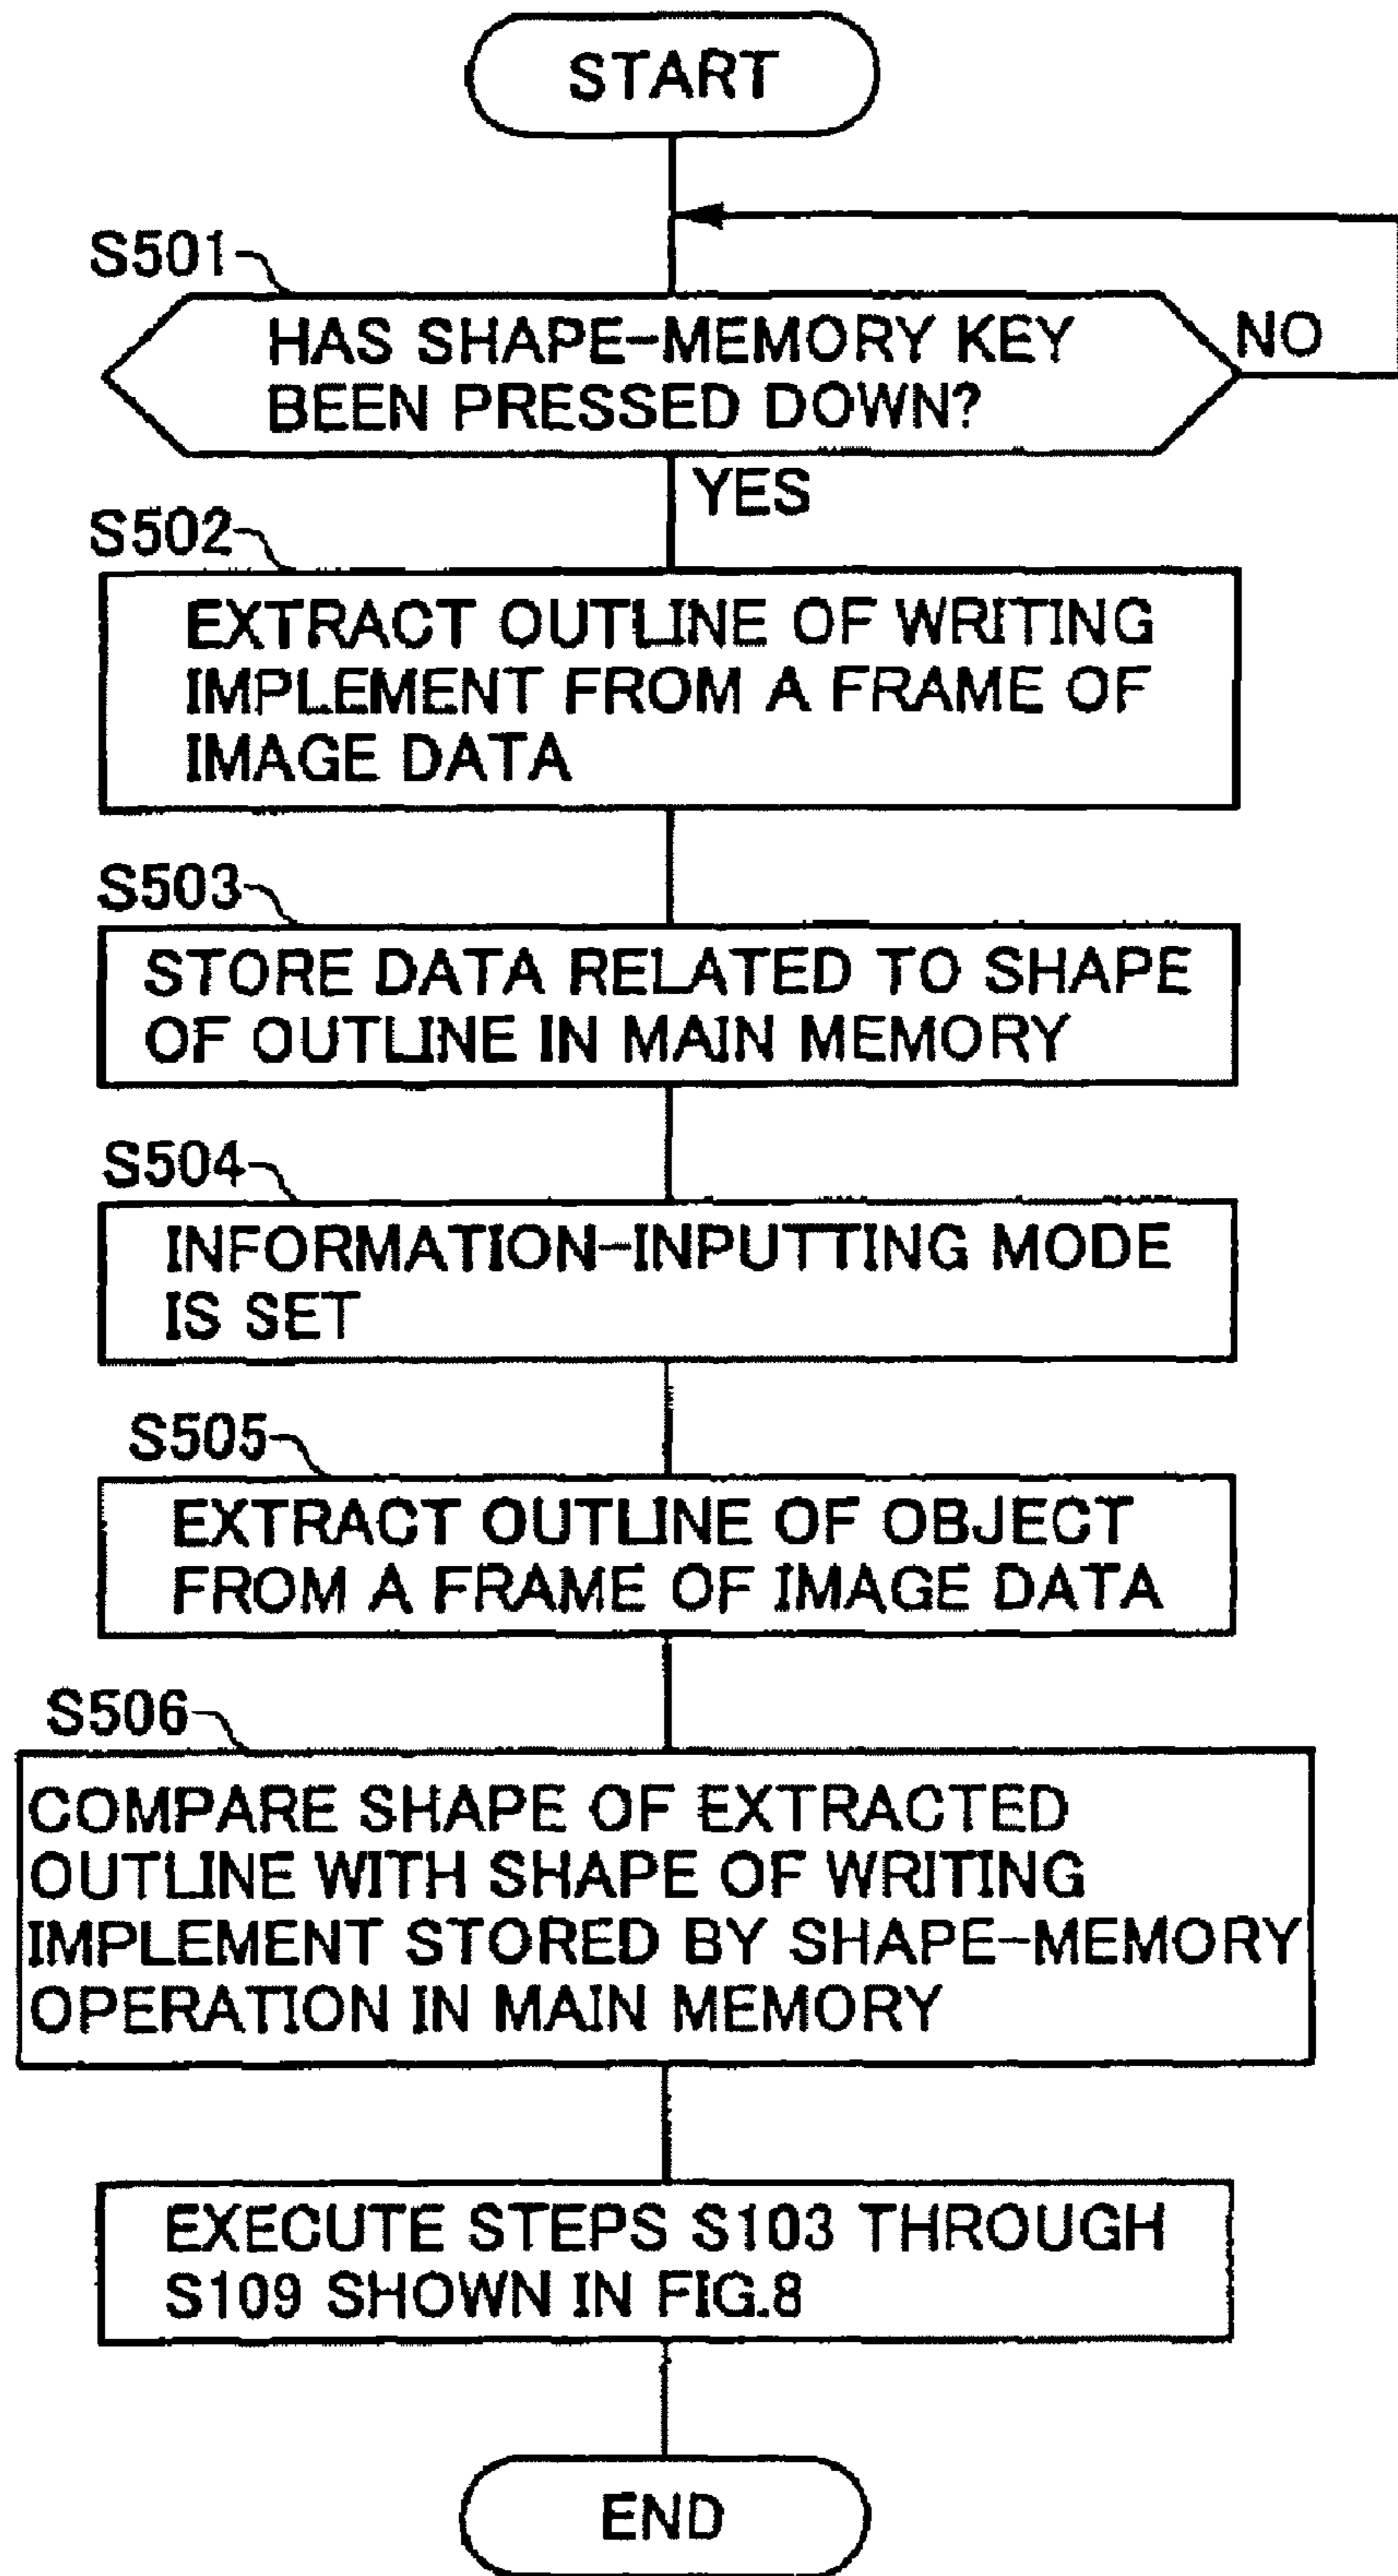 START
S501
HAS SHAPE-MEMORY KEY
BEEN PRESSED DOWN?
NO
YES
S502
EXTRACT OUTLINE OF WRITING
IMPLEMENT FROM A FRAME OF
IMAGE DATA
S503
STORE DATA RELATED TO SHAPE
OF OUTLINE IN MAIN MEMORY
S504
INFORMATION-INPUTTING MODE
IS SET
S505
EXTRACT OUTLINE OF OBJECT
FROM A FRAME OF IMAGE DATA
S506
COMPARE SHAPE OF EXTRACTED
OUTLINE WITH SHAPE OF WRITING
IMPLEMENT STORED BY SHAPE-MEMORY
OPERATION IN MAIN MEMORY
EXECUTE STEPS S103 THROUGH
S109 SHOWN IN FIG.8
END